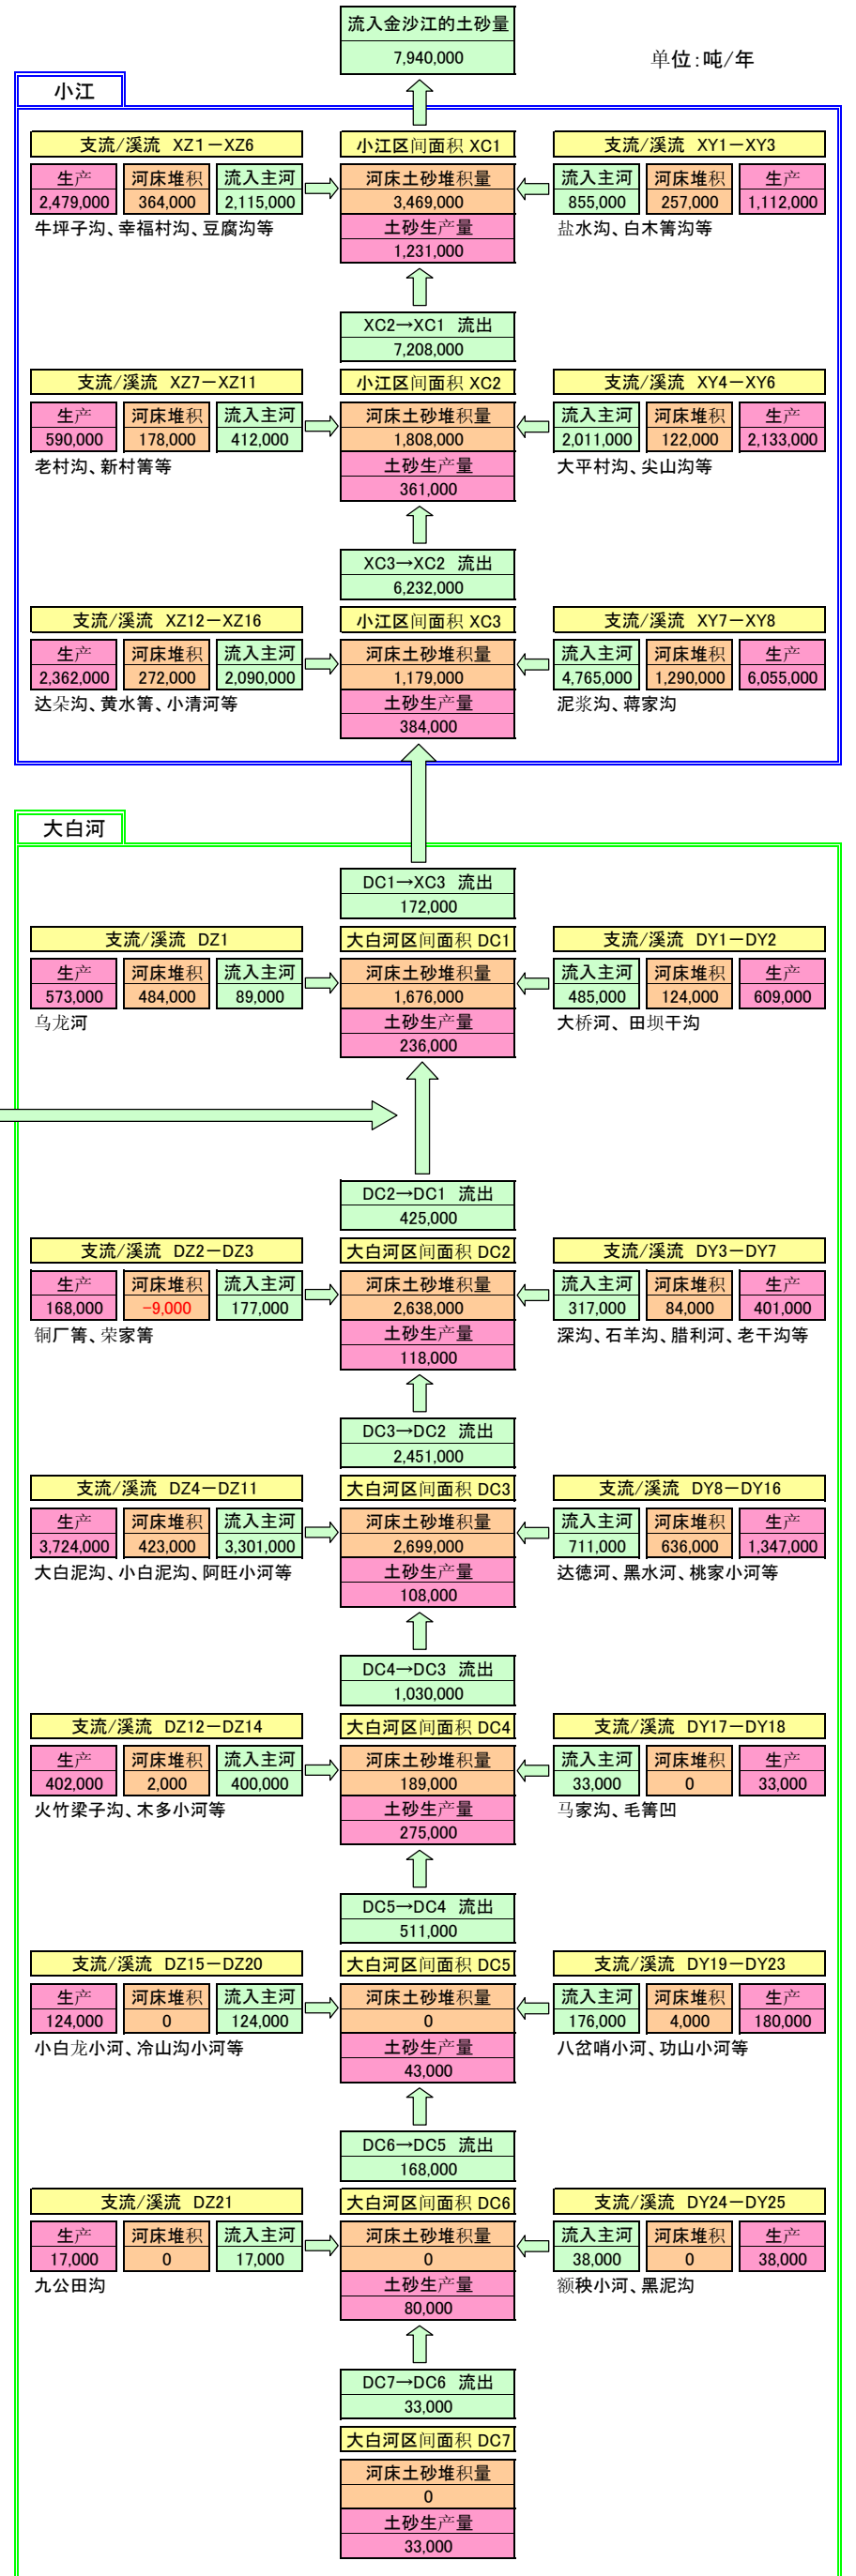 流入金沙江的土砂量
7,940,000
单位:吨/年
小江
支流/溪流 XZ1－XZ6
小江区间面积 XC1
支流/溪流 XY1－XY3
生产 河床堆积 流入主河
河床土砂堆积量
流入主河 河床堆积 生产
2,479,000 364,000 2,115,000
3,469,000
855,000 257,000 1,112,000
牛坪子沟、幸福村沟、豆腐沟等
土砂生产量
盐水沟、白木箐沟等
1,231,000
XC2→XC1 流出
7,208,000
支流/溪流 XZ7－XZ11
小江区间面积 XC2
支流/溪流 XY4－XY6
生产 河床堆积 流入主河
河床土砂堆积量
流入主河 河床堆积 生产
590,000 178,000 412,000
1,808,000
2,011,000 122,000 2,133,000
老村沟、新村箐等
土砂生产量
大平村沟、尖山沟等
361,000
XC3→XC2 流出
6,232,000
支流/溪流 XZ12－XZ16
小江区间面积 XC3
支流/溪流 XY7－XY8
生产 河床堆积 流入主河
河床土砂堆积量
流入主河 河床堆积 生产
2,362,000 272,000 2,090,000
1,179,000
4,765,000 1,290,000 6,055,000
达朵沟、黄水箐、小清河等
土砂生产量
泥浆沟、蒋家沟
384,000
大白河
DC1→XC3 流出
172,000
支流/溪流 DZ1
大白河区间面积 DC1
支流/溪流 DY1－DY2
生产 河床堆积 流入主河
河床土砂堆积量
流入主河 河床堆积 生产
573,000 484,000 89,000
1,676,000
485,000 124,000 609,000
乌龙河
土砂生产量
大桥河、田坝干沟
236,000
DC2→DC1 流出
425,000
支流/溪流 DZ2－DZ3
大白河区间面积 DC2
支流/溪流 DY3－DY7
生产 河床堆积 流入主河
河床土砂堆积量
流入主河 河床堆积 生产
168,000 -9,000 177,000
2,638,000
317,000 84,000 401,000
铜厂箐、荣家箐
土砂生产量
深沟、石羊沟、腊利河、老干沟等
118,000
DC3→DC2 流出
2,451,000
支流/溪流 DZ4－DZ11
大白河区间面积 DC3
支流/溪流 DY8－DY16
生产 河床堆积 流入主河
河床土砂堆积量
流入主河 河床堆积 生产
3,724,000 423,000 3,301,000
2,699,000
711,000 636,000 1,347,000
大白泥沟、小白泥沟、阿旺小河等
土砂生产量
达德河、黑水河、桃家小河等
108,000
DC4→DC3 流出
1,030,000
支流/溪流 DZ12－DZ14
大白河区间面积 DC4
支流/溪流 DY17－DY18
生产 河床堆积 流入主河
河床土砂堆积量
流入主河 河床堆积 生产
402,000 2,000 400,000
189,000
33,000 0 33,000
火竹梁子沟、木多小河等
土砂生产量
马家沟、毛箐凹
275,000
DC5→DC4 流出
511,000
支流/溪流 DZ15－DZ20
大白河区间面积 DC5
支流/溪流 DY19－DY23
生产 河床堆积 流入主河
河床土砂堆积量
流入主河 河床堆积 生产
124,000 0 124,000
0
176,000 4,000 180,000
小白龙小河、冷山沟小河等
土砂生产量
八岔哨小河、功山小河等
43,000
DC6→DC5 流出
168,000
支流/溪流 DZ21
大白河区间面积 DC6
支流/溪流 DY24－DY25
生产 河床堆积 流入主河
河床土砂堆积量
流入主河 河床堆积 生产
17,000 0 17,000
0
38,000 0 38,000
九公田沟
土砂生产量
额秧小河、黑泥沟
80,000
DC7→DC6 流出
33,000
大白河区间面积 DC7
河床土砂堆积量
0
土砂生产量
33,000